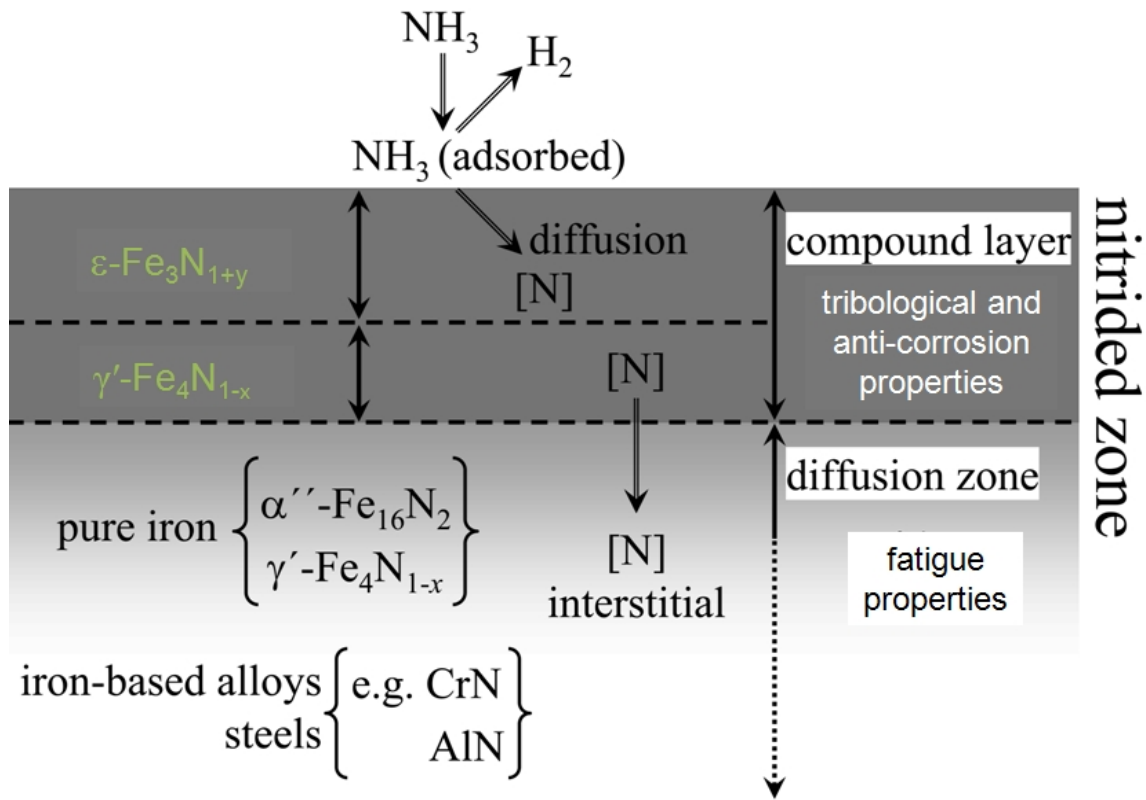 NH₃
H₂
NH₃ (adsorbed)
ε-Fe₃N₁₊y
diffusion
[N]
compound layer
tribological and
anti-corrosion
properties
γ′-Fe₄N₁₋ₓ
[N]
diffusion zone
pure iron
α´´-Fe₁₆N₂
γ´-Fe₄N₁₋ₓ
[N]
interstitial
fatigue
properties
iron-based alloys
steels
e.g. CrN
AlN
nitrided zone